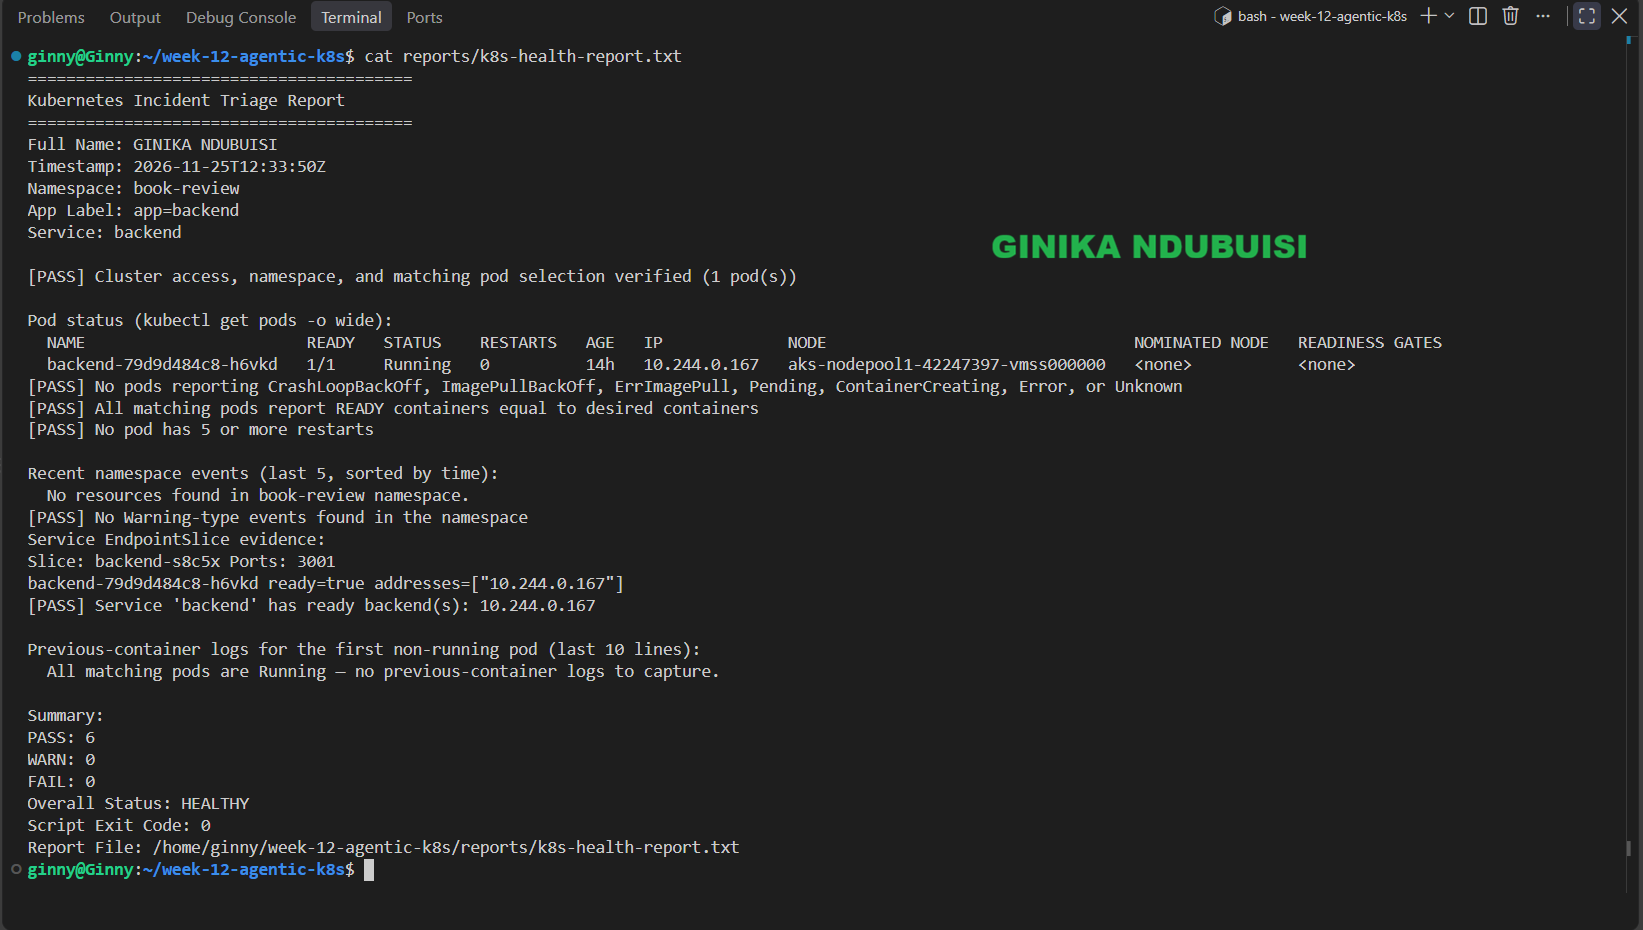 Problems Output Debug Console Terminal Ports bash - week-12-agentic-k8s
ginny@Ginny:~/week-12-agentic-k8s$ cat reports/k8s-health-report.txt
========================================
Kubernetes Incident Triage Report
========================================
Full Name: GINIKA NDUBUISI
Timestamp: 2026-11-25T12:33:50Z
Namespace: book-review
App Label: app=backend
Service: backend
GINIKA NDUBUISI
[PASS] Cluster access, namespace, and matching pod selection verified (1 pod(s))
Pod status (kubectl get pods -o wide):
NAME READY STATUS RESTARTS AGE IP NODE NOMINATED NODE READINESS GATES
backend-79d9d484c8-h6vkd 1/1 Running 0 14h 10.244.0.167 aks-nodepool1-42247397-vmss000000 <none> <none>
[PASS] No pods reporting CrashLoopBackOff, ImagePullBackOff, ErrImagePull, Pending, ContainerCreating, Error, or Unknown
[PASS] All matching pods report READY containers equal to desired containers
[PASS] No pod has 5 or more restarts
Recent namespace events (last 5, sorted by time):
No resources found in book-review namespace.
[PASS] No Warning-type events found in the namespace
Service EndpointSlice evidence:
Slice: backend-s8c5x Ports: 3001
backend-79d9d484c8-h6vkd ready=true addresses=["10.244.0.167"]
[PASS] Service 'backend' has ready backend(s): 10.244.0.167
Previous-container logs for the first non-running pod (last 10 lines):
All matching pods are Running — no previous-container logs to capture.
Summary:
PASS: 6
WARN: 0
FAIL: 0
Overall Status: HEALTHY
Script Exit Code: 0
Report File: /home/ginny/week-12-agentic-k8s/reports/k8s-health-report.txt
ginny@Ginny:~/week-12-agentic-k8s$